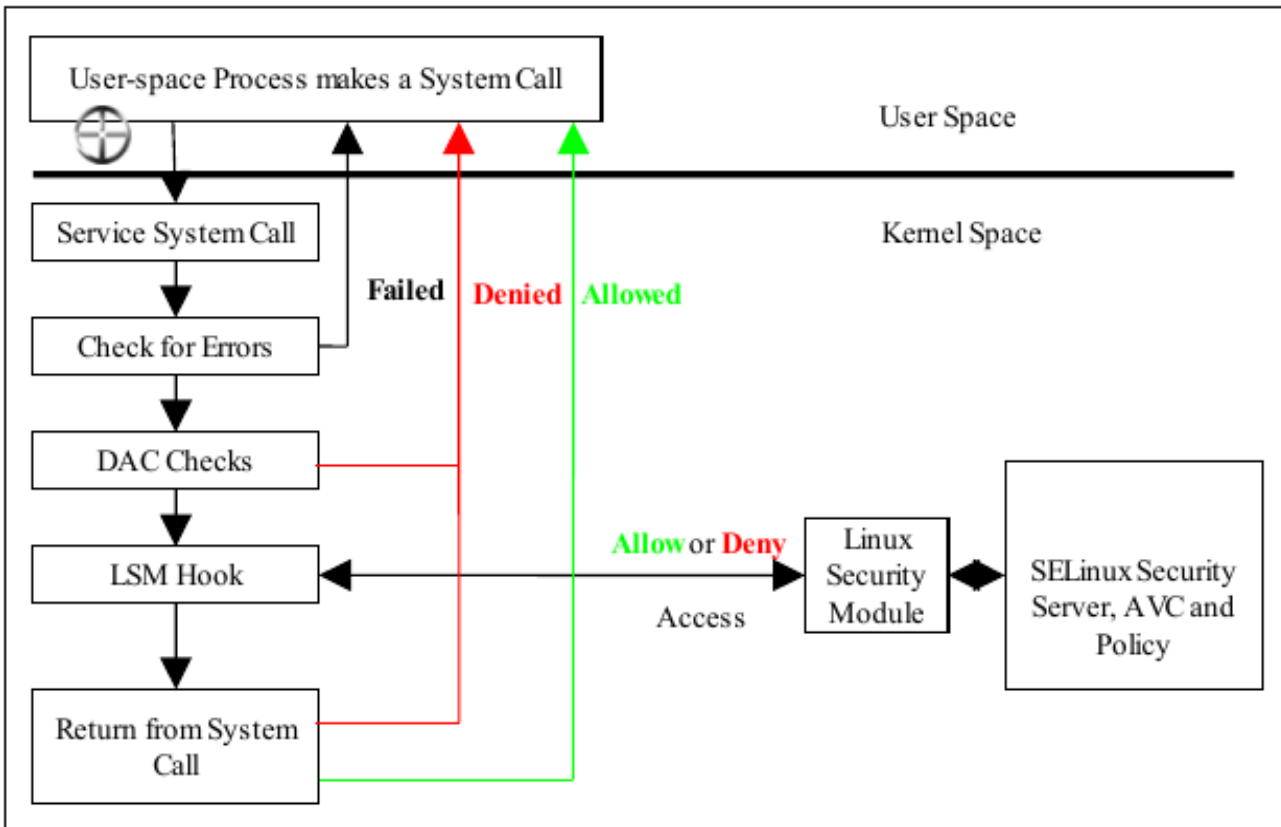 User-space Process makes a System Call
User Space
Service System Call
Kernel Space
Failed Denied Allowed
Check for Errors
DAC Checks
LSM Hook
Allow or Deny
Access
Linux
Security
Module
SELinux Security
Server, AVC and
Policy
Return from System
Call